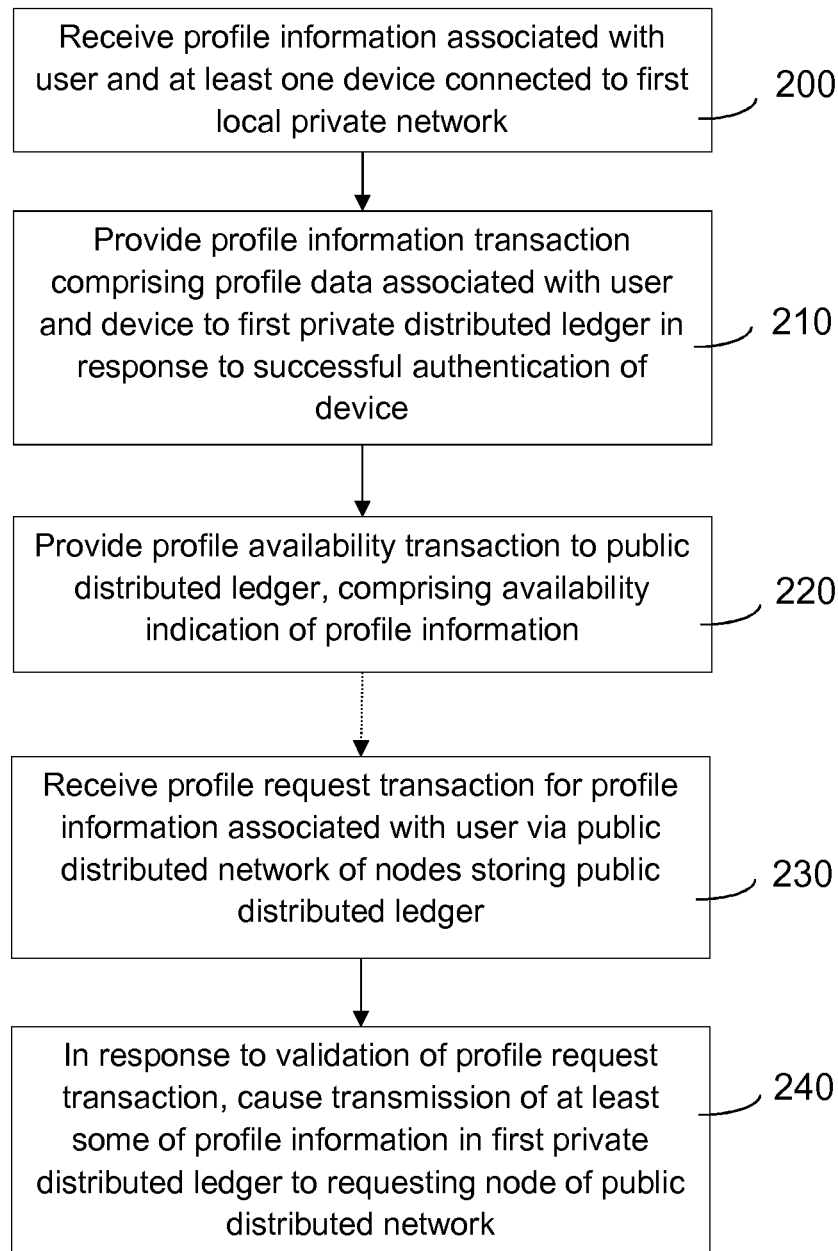 Receive profile information associated with
user and at least one device connected to first
local private network
200
Provide profile information transaction
comprising profile data associated with user
and device to first private distributed ledger in
response to successful authentication of
device
210
Provide profile availability transaction to public
distributed ledger, comprising availability
indication of profile information
220
Receive profile request transaction for profile
information associated with user via public
distributed network of nodes storing public
distributed ledger
230
In response to validation of profile request
transaction, cause transmission of at least
some of profile information in first private
distributed ledger to requesting node of public
distributed network
240